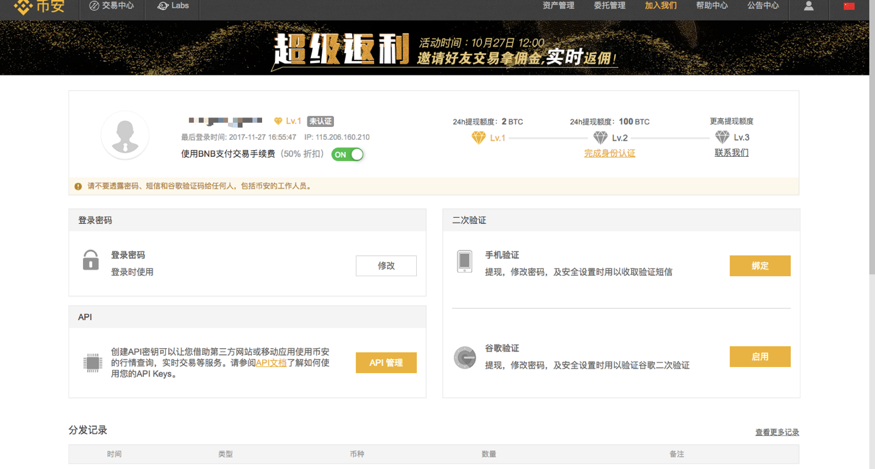 币安 交易中心 Labs 资产管理 委托管理 加入我们 帮助中心 公告中心
超级返利 活动时间：10月27日 12:00
邀请好友交易拿佣金,实时返佣!
Lv.1 未认证
最后登录时间: 2017-11-27 16:55:47 IP: 115.206.160.210
使用BNB支付交易手续费（50% 折扣） ON
24h提现额度：2 BTC 24h提现额度：100 BTC 更高提现额度
Lv.1 Lv.2 Lv.3
完成身份认证 联系我们
请不要透露密码、短信和谷歌验证码给任何人，包括币安的工作人员。
登录密码
登录密码
登录时使用
修改
API
创建API密钥可以让您借助第三方网站或移动应用使用币安
的行情查询，实时交易等服务。请参阅API文档了解如何使
用您的API Keys。
API 管理
二次验证
手机验证
提现，修改密码，及安全设置时用以收取验证短信
绑定
谷歌验证
提现，修改密码，及安全设置时用以验证谷歌二次验证
启用
分发记录 查看更多记录
时间 类型 币种 数量 备注